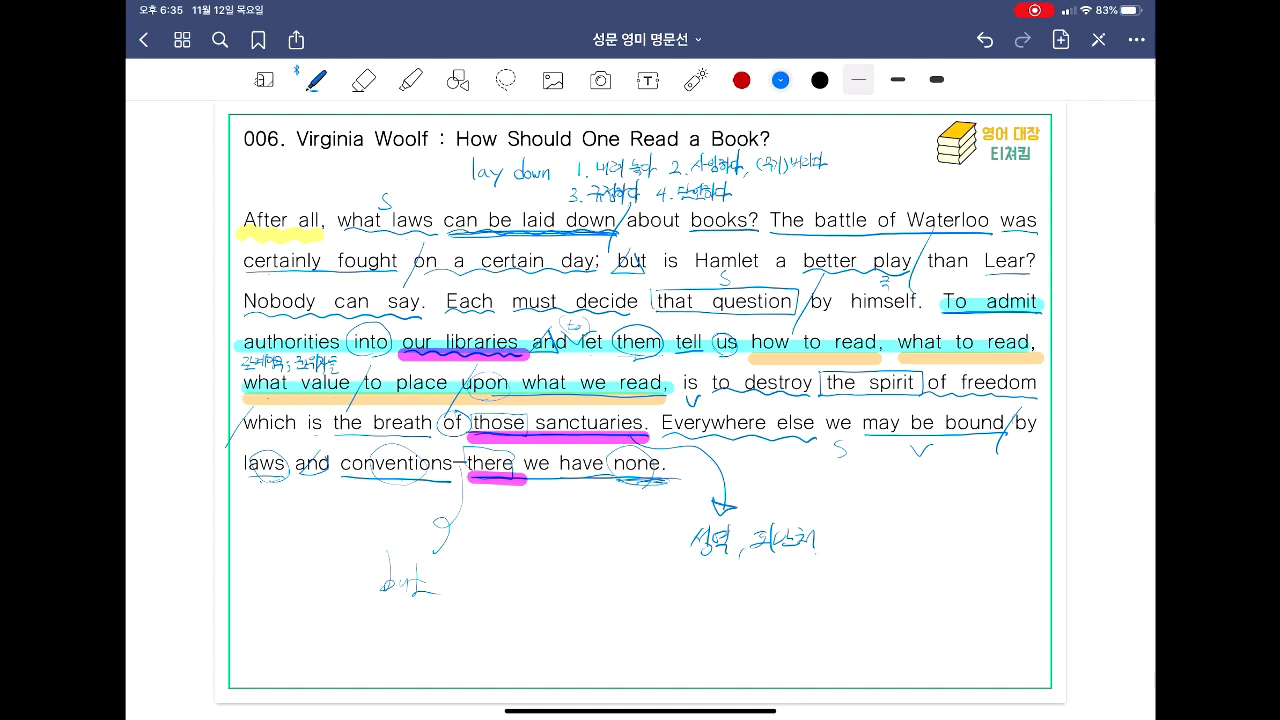 오후 6:35 11월 12일 목요일
83%
성문 영미 명문선
006. Virginia Woolf : How Should One Read a Book?
영어 대장
티쳐킴
lay down 1. 내려 놓다 2. 사임하다, (무기)버리다
3. 규정하다 4. 단언하다
S
After all, what laws can be laid down about books? The battle of Waterloo was
certainly fought on a certain day; but is Hamlet a better play than Lear?
S
Nobody can say. Each must decide that question by himself. To admit
(to)
authorities into our libraries and let them tell us how to read, what to read,
what value to place upon what we read, is to destroy the spirit of freedom
V
which is the breath of those sanctuaries. Everywhere else we may be bound by
S V
laws and conventions—there we have none.
성역, 피난처
but